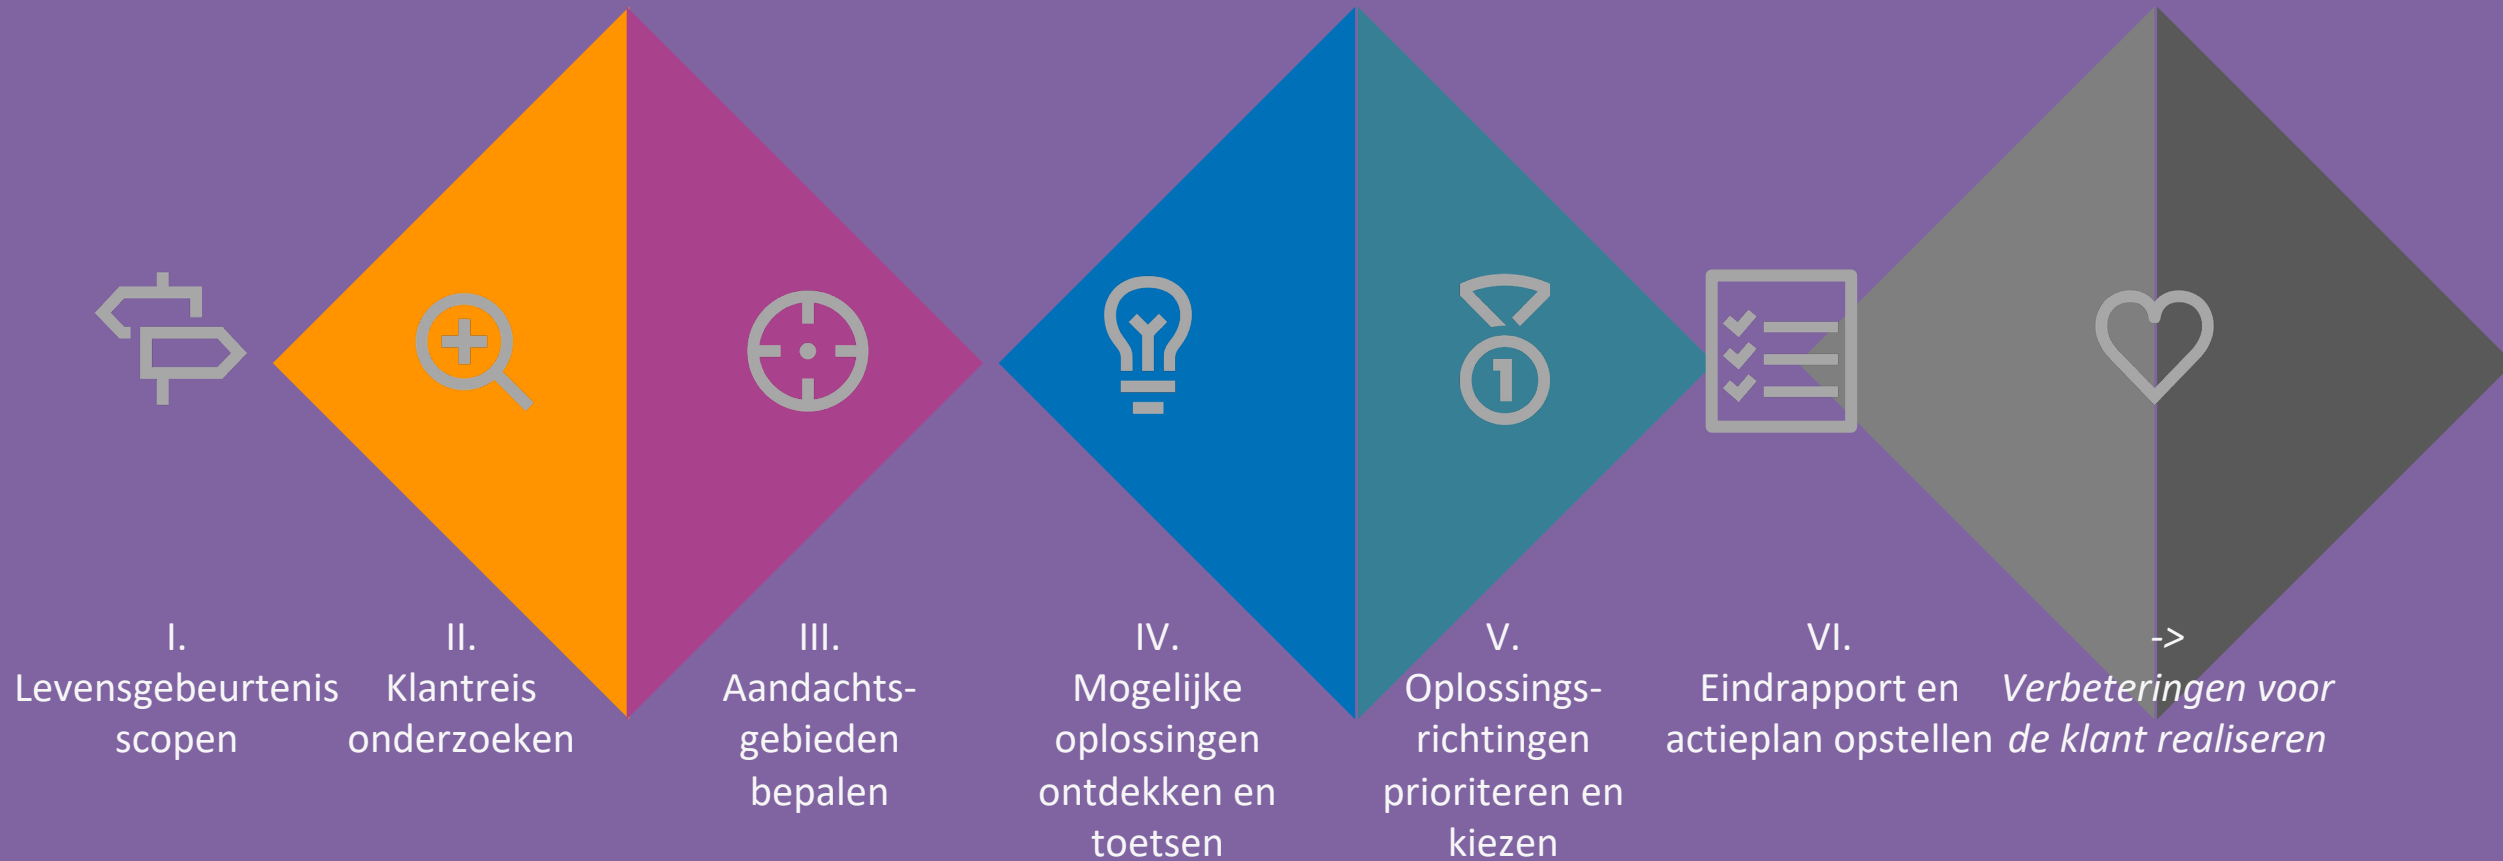 I.
Levensgebeurtenis
scopen
II.
Klantreis
onderzoeken
III.
Aandachts-
gebieden
bepalen
IV.
Mogelijke
oplossingen
ontdekken en
toetsen
V.
Oplossings-
richtingen
prioriteren en
kiezen
VI.
Eindrapport en
actieplan opstellen
->
Verbeteringen voor
de klant realiseren
1